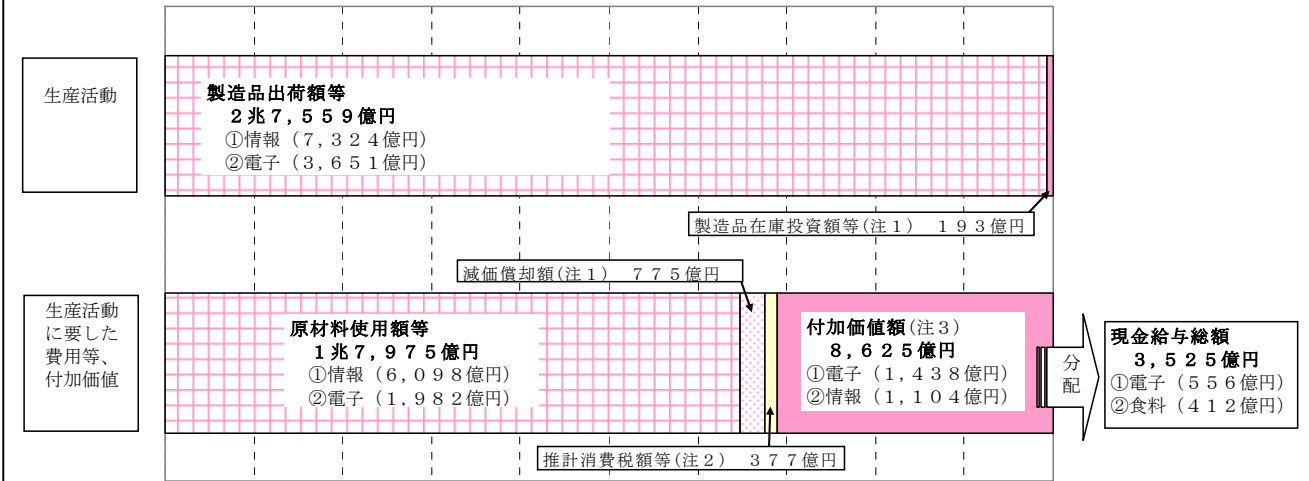 生産活動
製造品出荷額等
２兆７，５５９億円
①情報（７，３２４億円）
②電子（３，６５１億円）
製造品在庫投資額等(注１)　１９３億円
減価償却額(注１)　７７５億円
生産活動
に要した
費用等、
付加価値
原材料使用額等
１兆７，９７５億円
①情報（６，０９８億円）
②電子（１，９８２億円）
付加価値額(注３)
８，６２５億円
①電子（１，４３８億円）
②情報（１，１０４億円）
分
配
現金給与総額
３，５２５億円
①電子（５５６億円）
②食料（４１２億円）
推計消費税額等(注２)　３７７億円